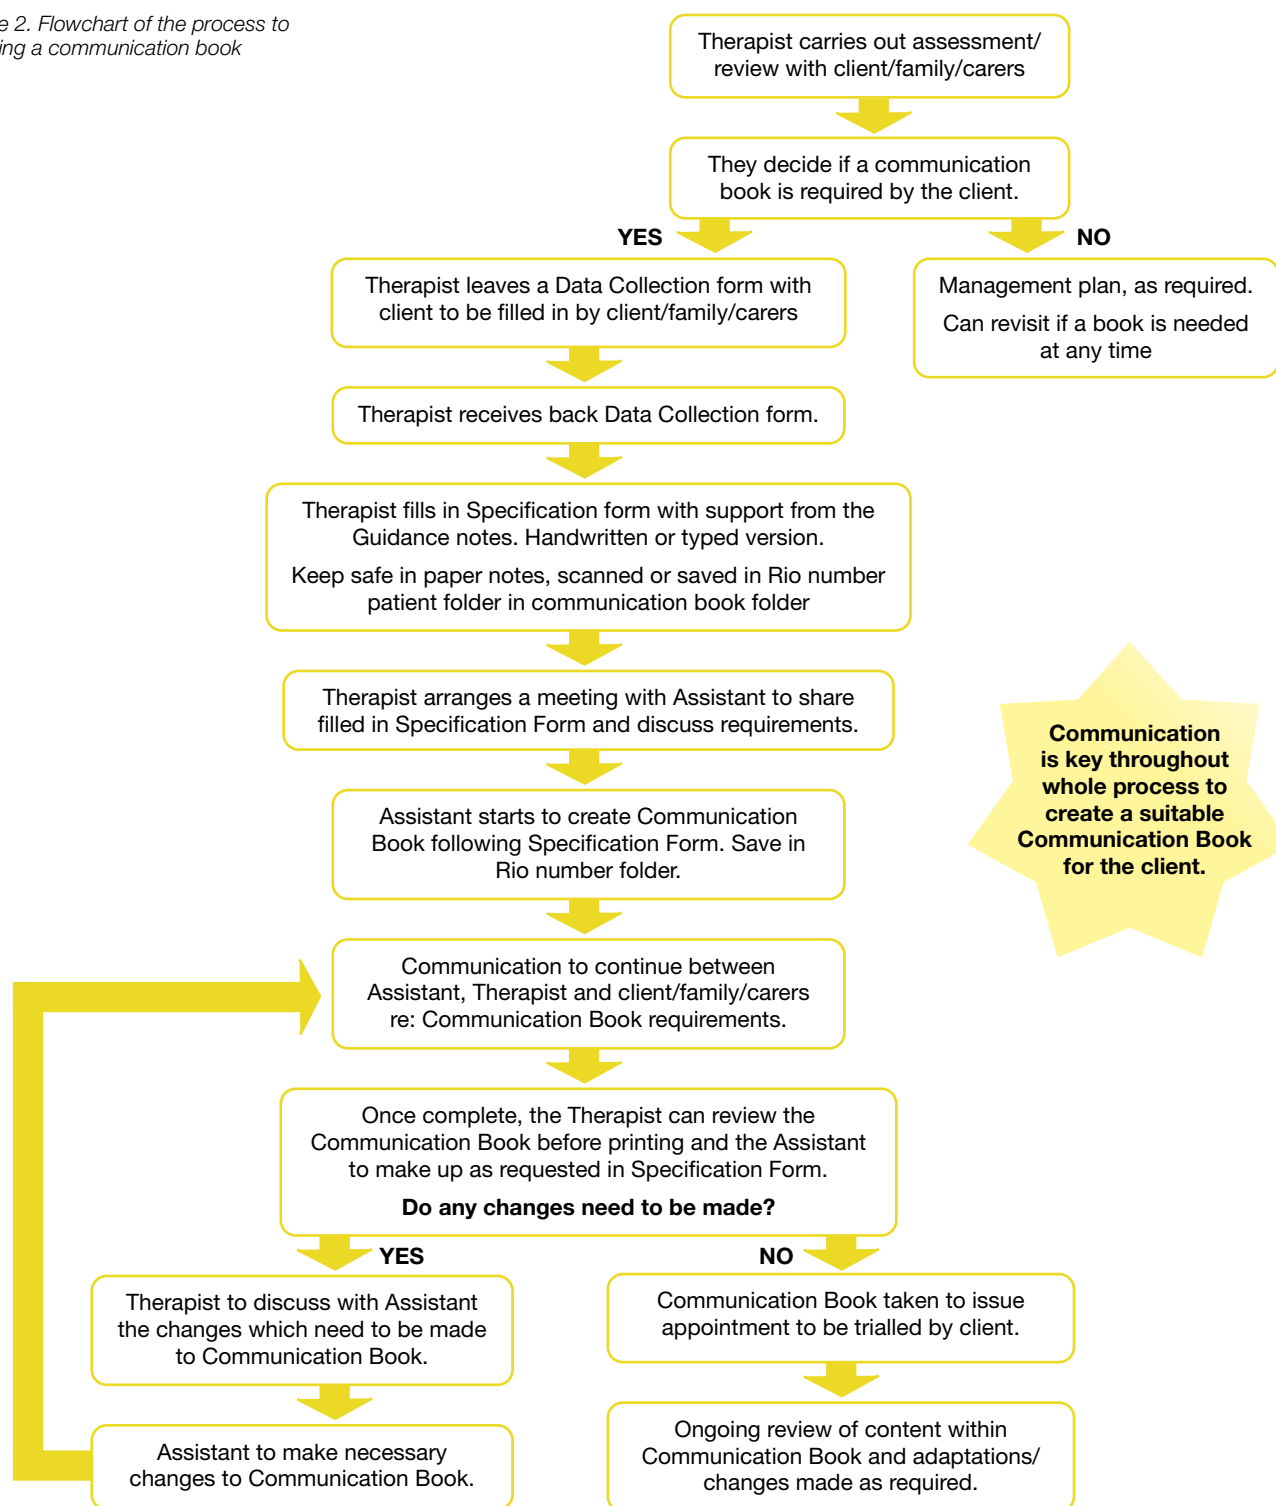 e 2. Flowchart of the process to
ing a communication book
Therapist carries out assessment/
review with client/family/carers
They decide if a communication
book is required by the client.
YES
NO
Therapist leaves a Data Collection form with
client to be filled in by client/family/carers
Management plan, as required.
Can revisit if a book is needed
at any time
Therapist receives back Data Collection form.
Therapist fills in Specification form with support from the
Guidance notes. Handwritten or typed version.
Keep safe in paper notes, scanned or saved in Rio number
patient folder in communication book folder
Therapist arranges a meeting with Assistant to share
filled in Specification Form and discuss requirements.
Communication
is key throughout
whole process to
create a suitable
Communication Book
for the client.
Assistant starts to create Communication
Book following Specification Form. Save in
Rio number folder.
Communication to continue between
Assistant, Therapist and client/family/carers
re: Communication Book requirements.
Once complete, the Therapist can review the
Communication Book before printing and the Assistant
to make up as requested in Specification Form.
Do any changes need to be made?
YES
NO
Therapist to discuss with Assistant
the changes which need to be made
to Communication Book.
Communication Book taken to issue
appointment to be trialled by client.
Assistant to make necessary
changes to Communication Book.
Ongoing review of content within
Communication Book and adaptations/
changes made as required.